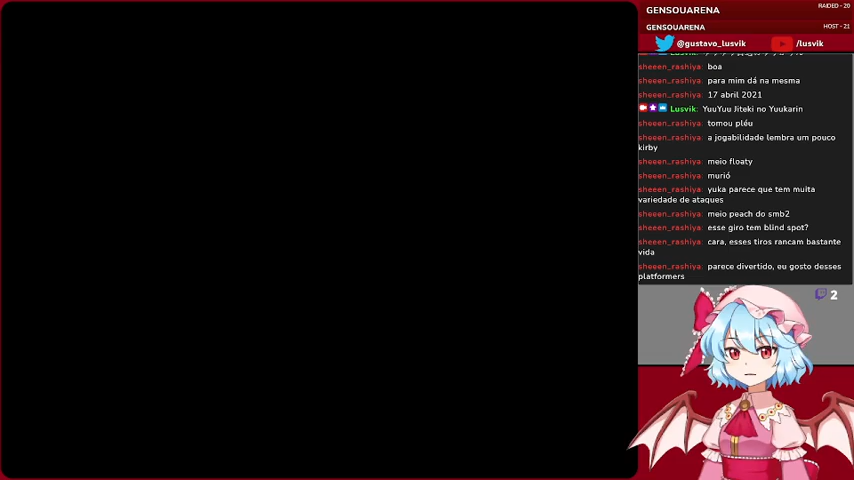 GENSOUARENA
RAIDED - 20
GENSOUARENA
HOST - 21
@gustavo_lusvik
/lusvik
sheeen_rashiya: boa
sheeen_rashiya: para mim dá na mesma
sheeen_rashiya: 17 abril 2021
Lusvik: YuuYuu Jiteki no Yuukarin
sheeen_rashiya: tomou pléu
sheeen_rashiya: a jogabilidade lembra um pouco
kirby
sheeen_rashiya: meio floaty
sheeen_rashiya: murió
sheeen_rashiya: yuka parece que tem muita
variedade de ataques
sheeen_rashiya: meio peach do smb2
sheeen_rashiya: esse giro tem blind spot?
sheeen_rashiya: cara, esses tiros rancam bastante
vida
sheeen_rashiya: parece divertido, eu gosto desses
platformers
2